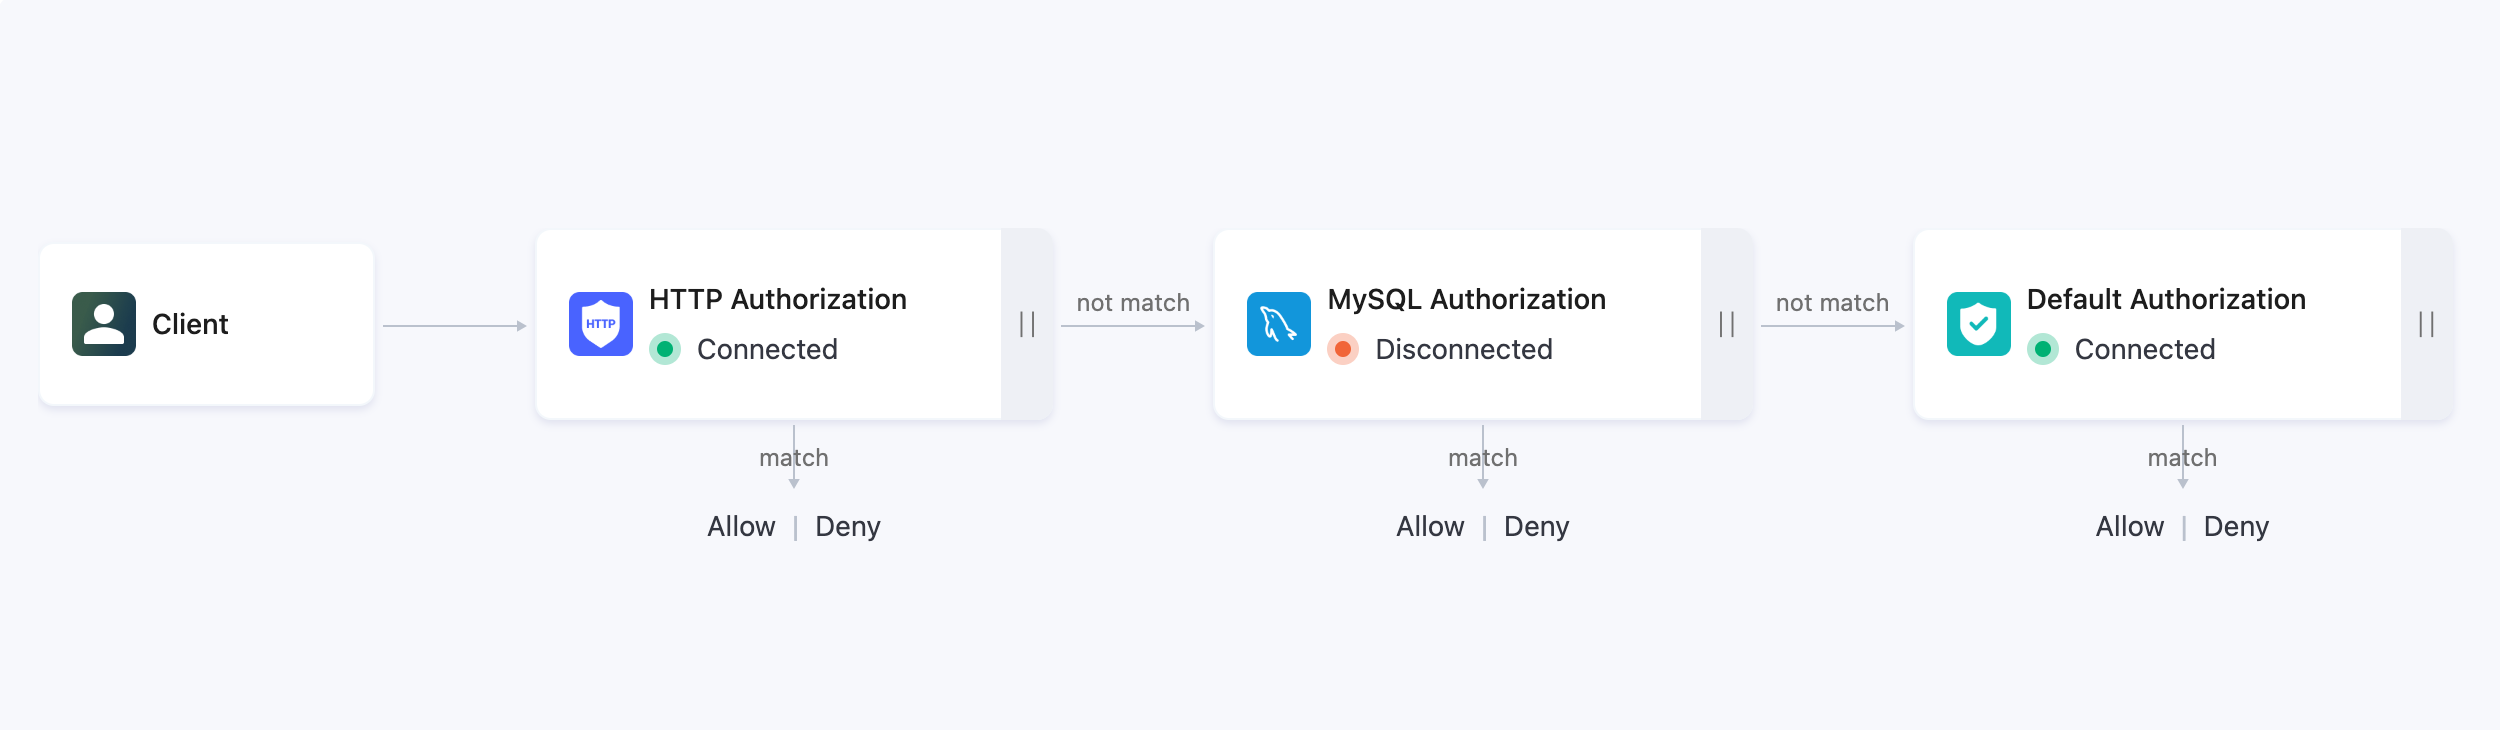 Client
HTTP
HTTP Authorization
Connected
not match
MySQL Authorization
Disconnected
not match
Default Authorization
Connected
match
match
match
Allow | Deny
Allow | Deny
Allow | Deny